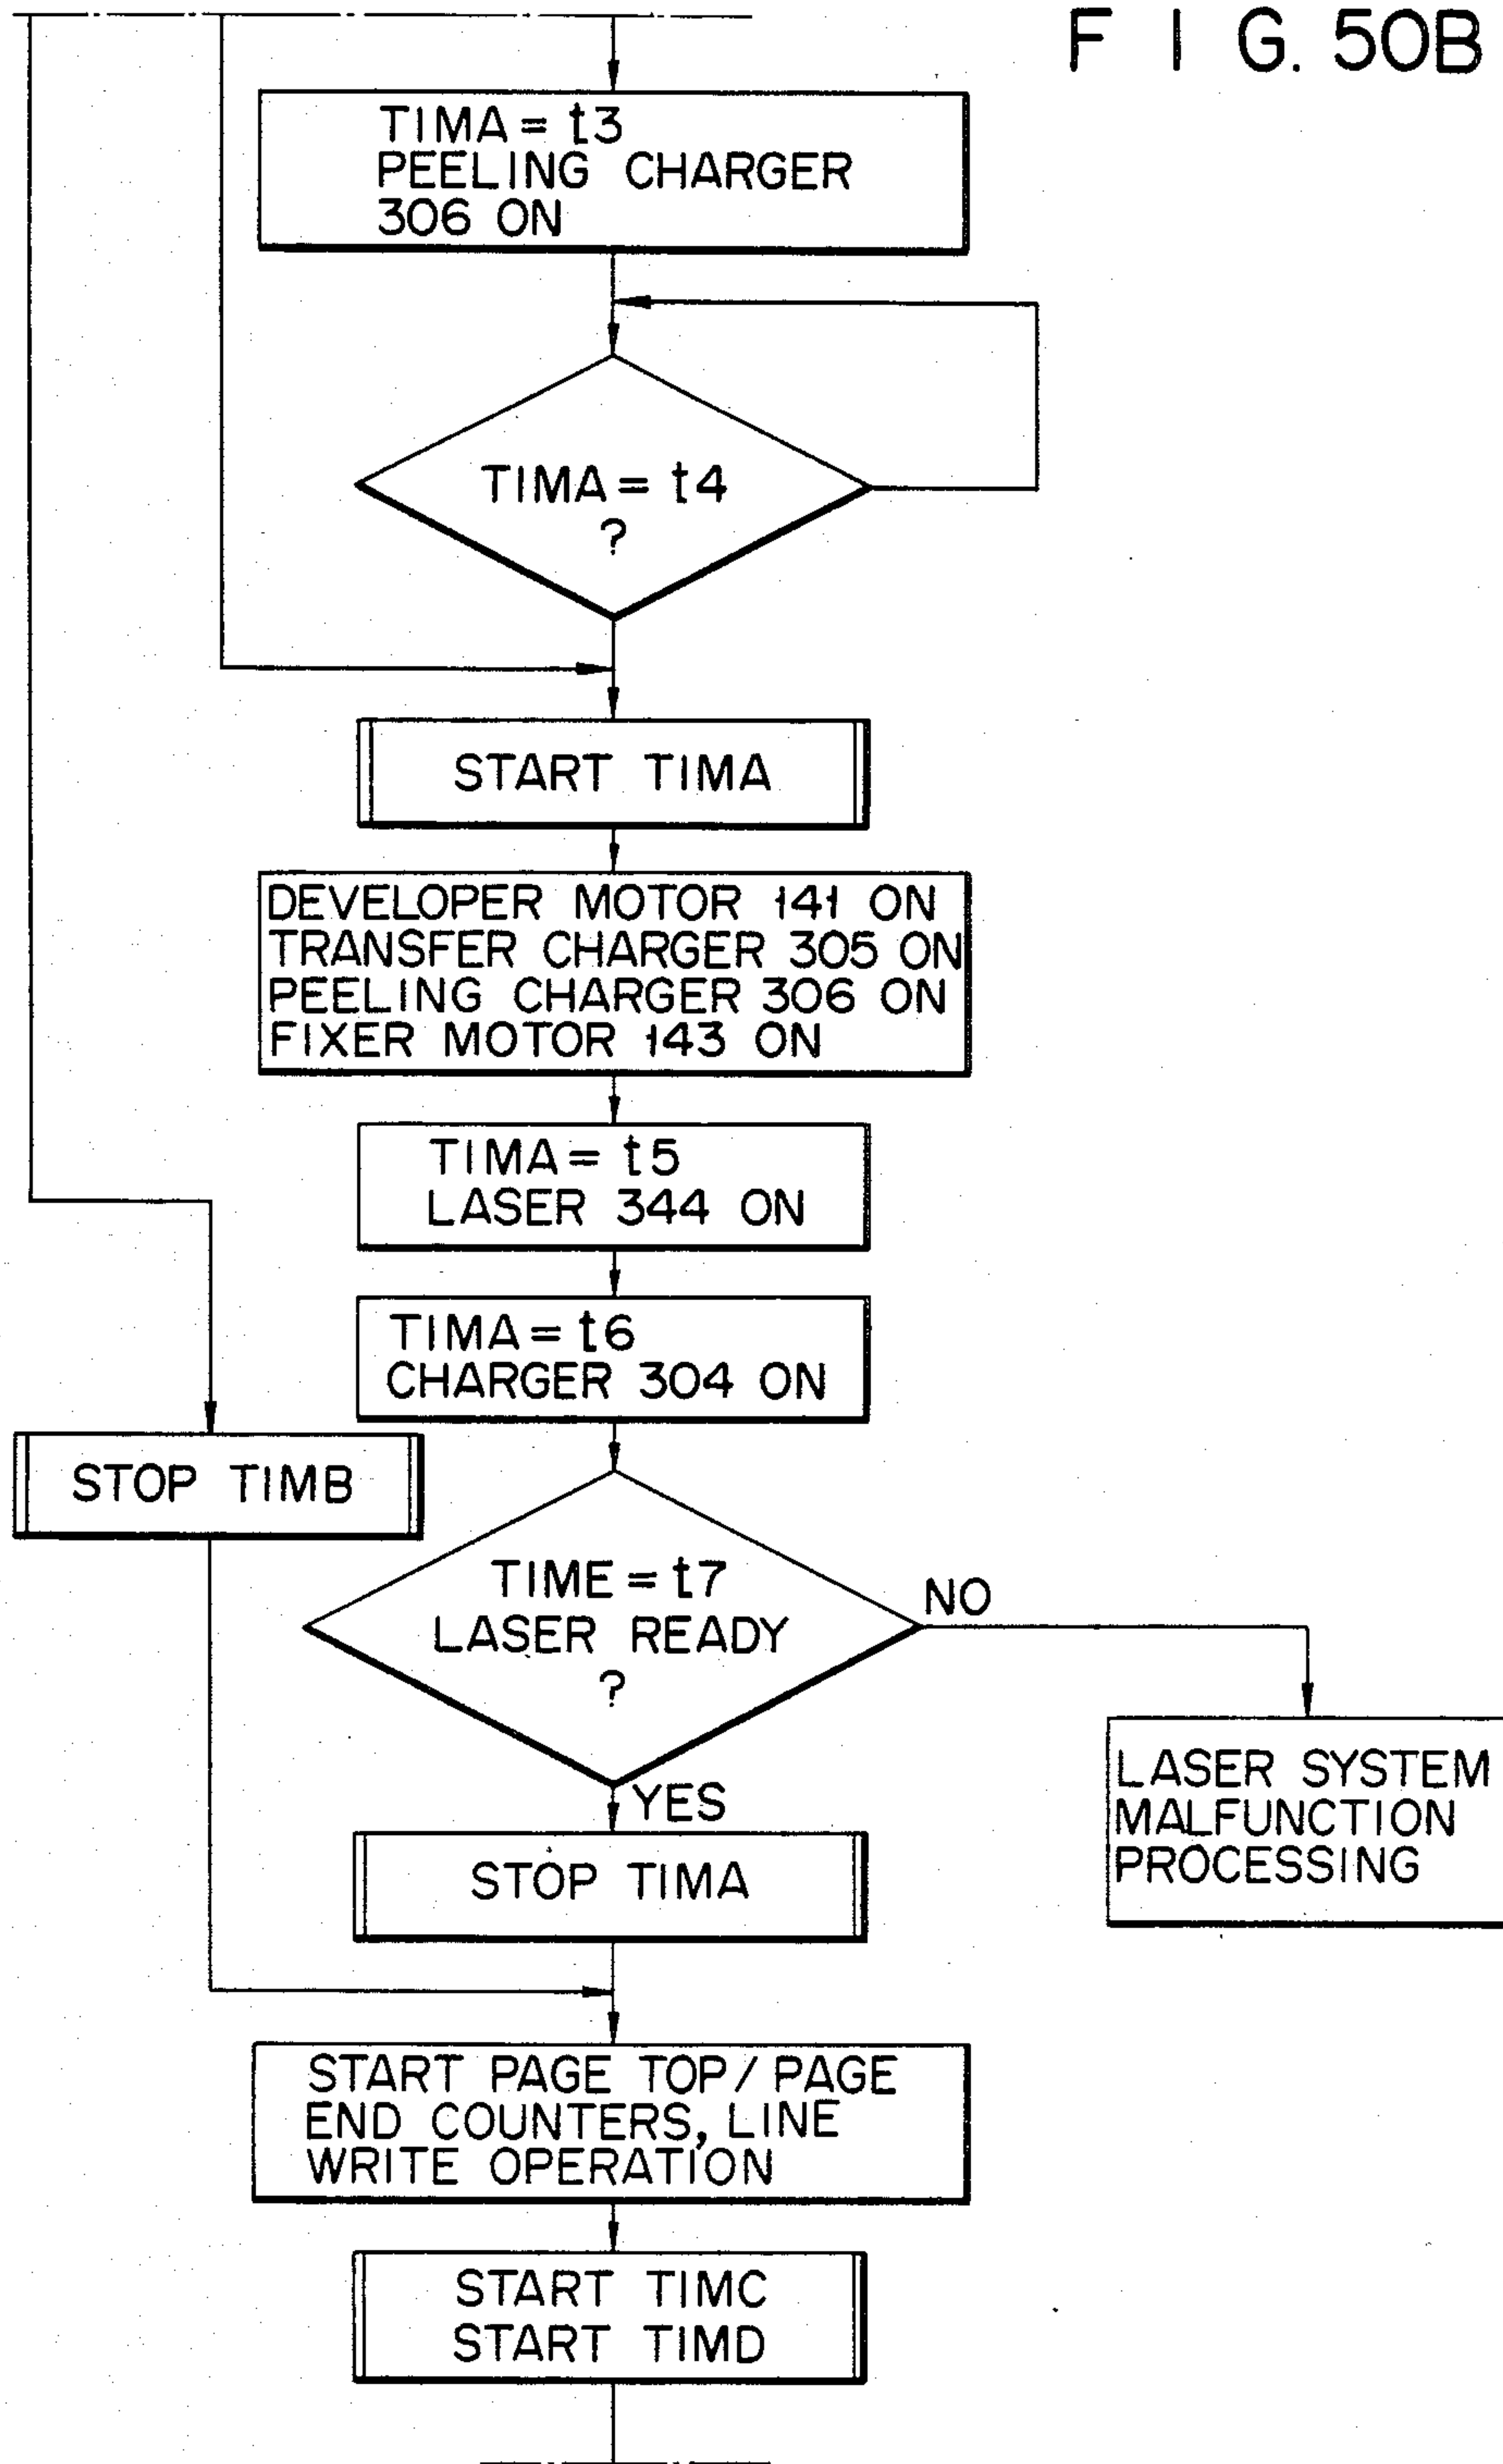 F I G. 50B
TIMA = t3
PEELING CHARGER
306 ON
TIMA = t4
?
START TIMA
DEVELOPER MOTOR 141 ON
TRANSFER CHARGER 305 ON
PEELING CHARGER 306 ON
FIXER MOTOR 143 ON
TIMA = t5
LASER 344 ON
TIMA = t6
CHARGER 304 ON
STOP TIMB
TIME = t7
LASER READY
?
NO
YES
LASER SYSTEM
MALFUNCTION
PROCESSING
STOP TIMA
START PAGE TOP/PAGE
END COUNTERS, LINE
WRITE OPERATION
START TIMC
START TIMD